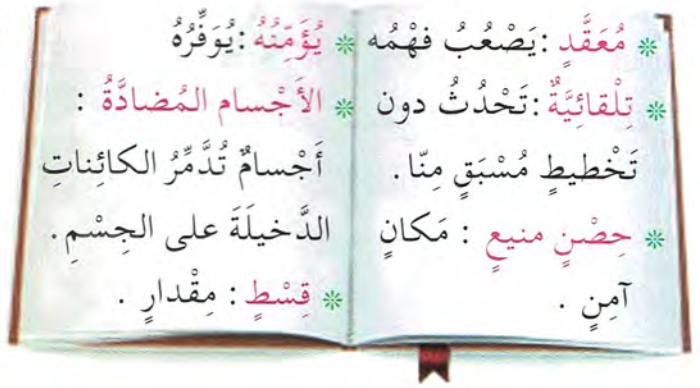 مُعَقَّدٍ : يَصْعُبُ فهْمُه
تِلْقائِيَّةٌ : تَحْدُثُ دون
تَخْطيطٍ مُسْبَقٍ مِنّا .
حِصْنٍ منيعٍ : مَكانٍ
آمِنٍ .
يُؤَمِّنُهُ : يُوَفِّرُهُ
الأَجْسام المُضادَّةُ :
أَجْسامٌ تُدَمِّرُ الكائِناتِ
الدَّخيلَةَ على الجِسْمِ .
قِسْطٍ : مِقْدارٍ .